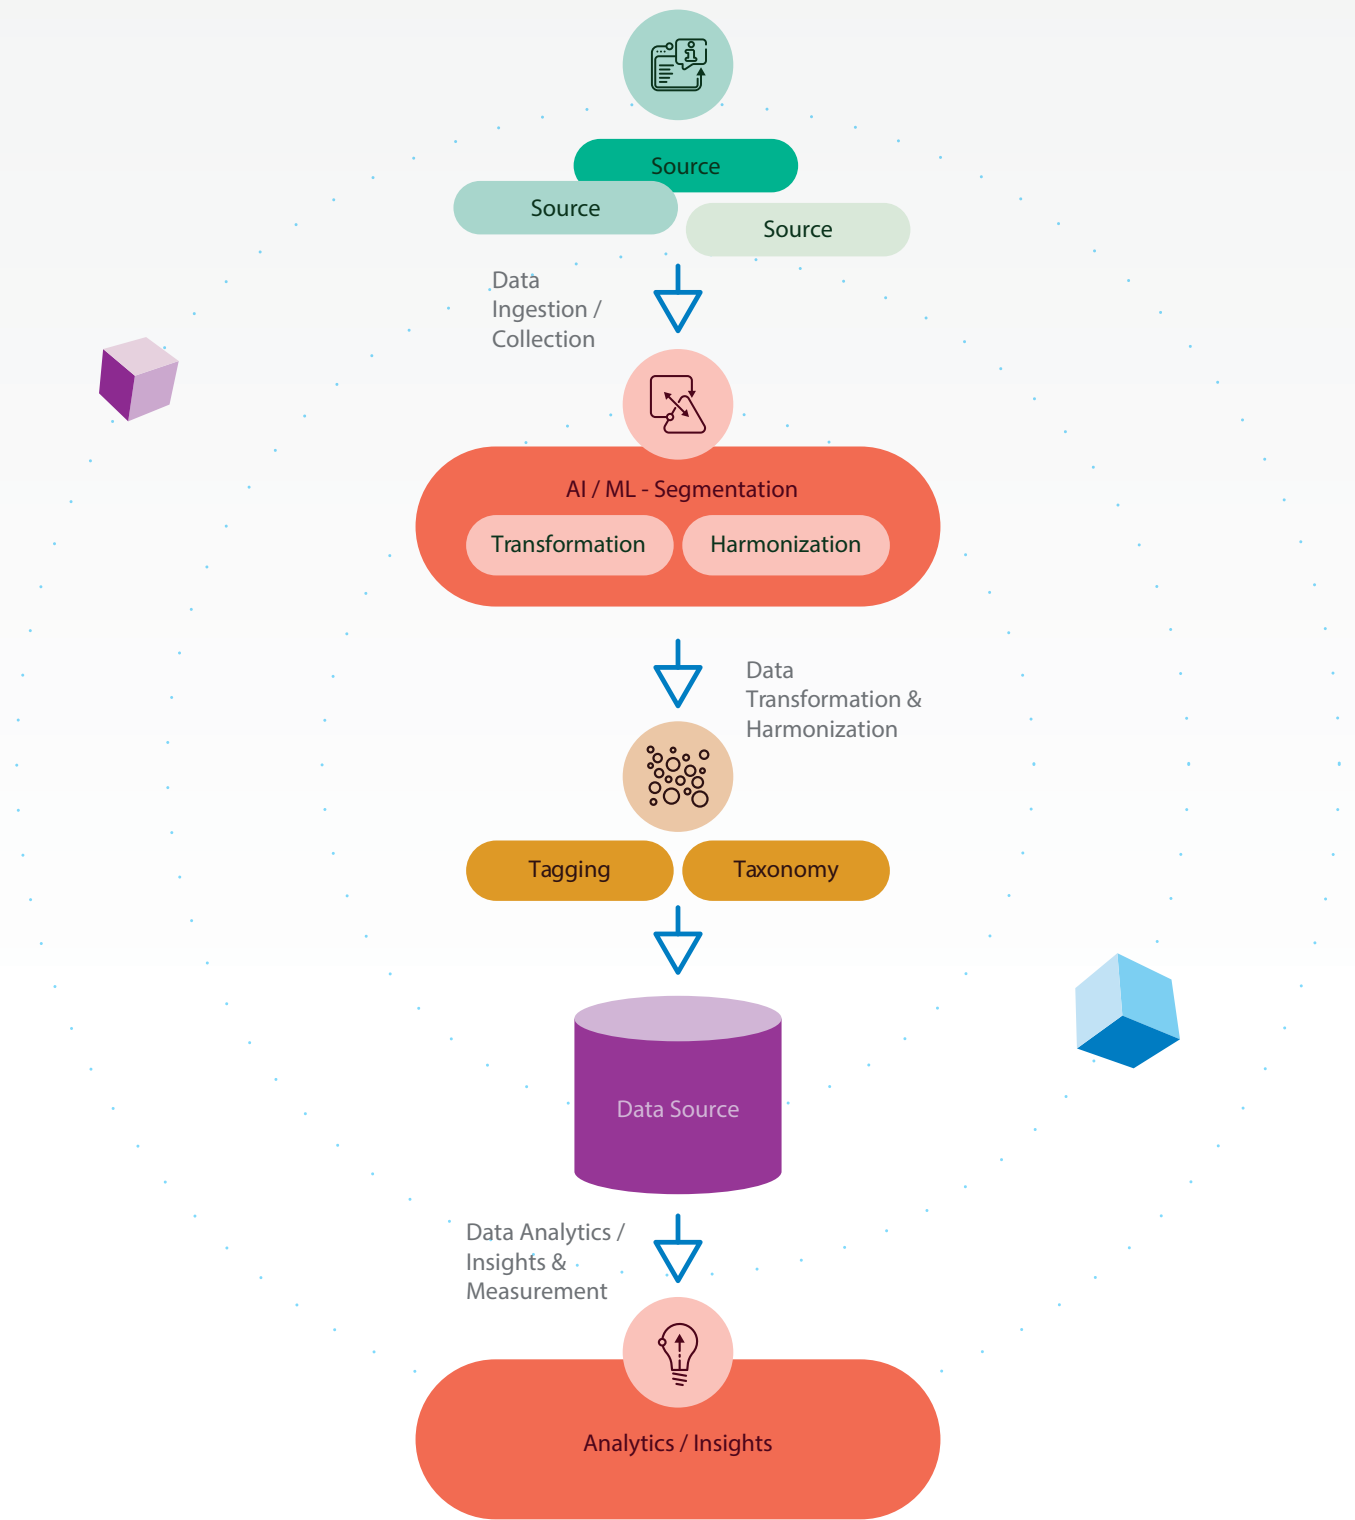 Source
Source
Source
Data
Ingestion /
Collection
AI / ML - Segmentation
Transformation
Harmonization
Data
Transformation &
Harmonization
Tagging
Taxonomy
Data Source
Data Analytics /
Insights &
Measurement
Analytics / Insights